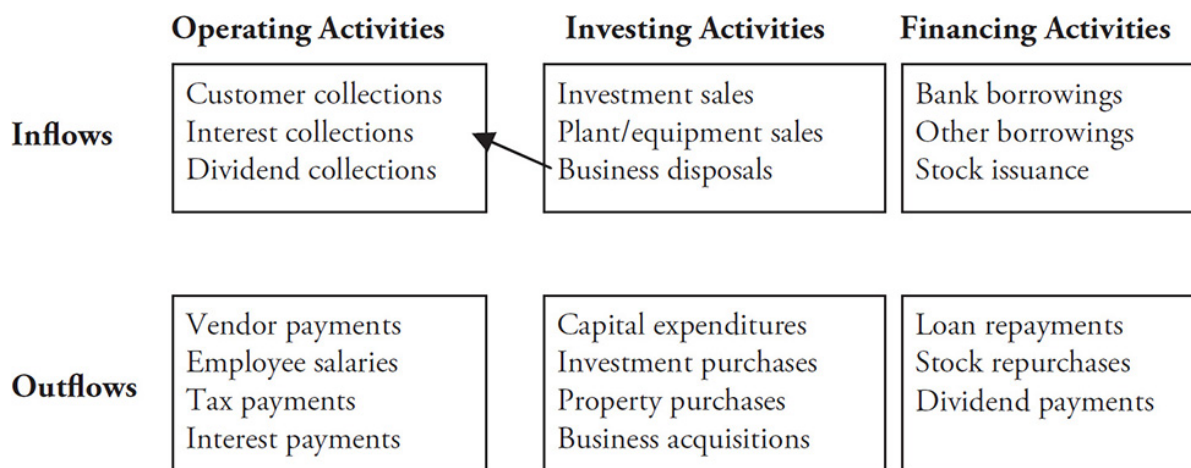 Operating Activities
Investing Activities
Financing Activities
Inflows
Customer collections
Interest collections
Dividend collections
Investment sales
Plant/equipment sales
Business disposals
Bank borrowings
Other borrowings
Stock issuance
Outflows
Vendor payments
Employee salaries
Tax payments
Interest payments
Capital expenditures
Investment purchases
Property purchases
Business acquisitions
Loan repayments
Stock repurchases
Dividend payments